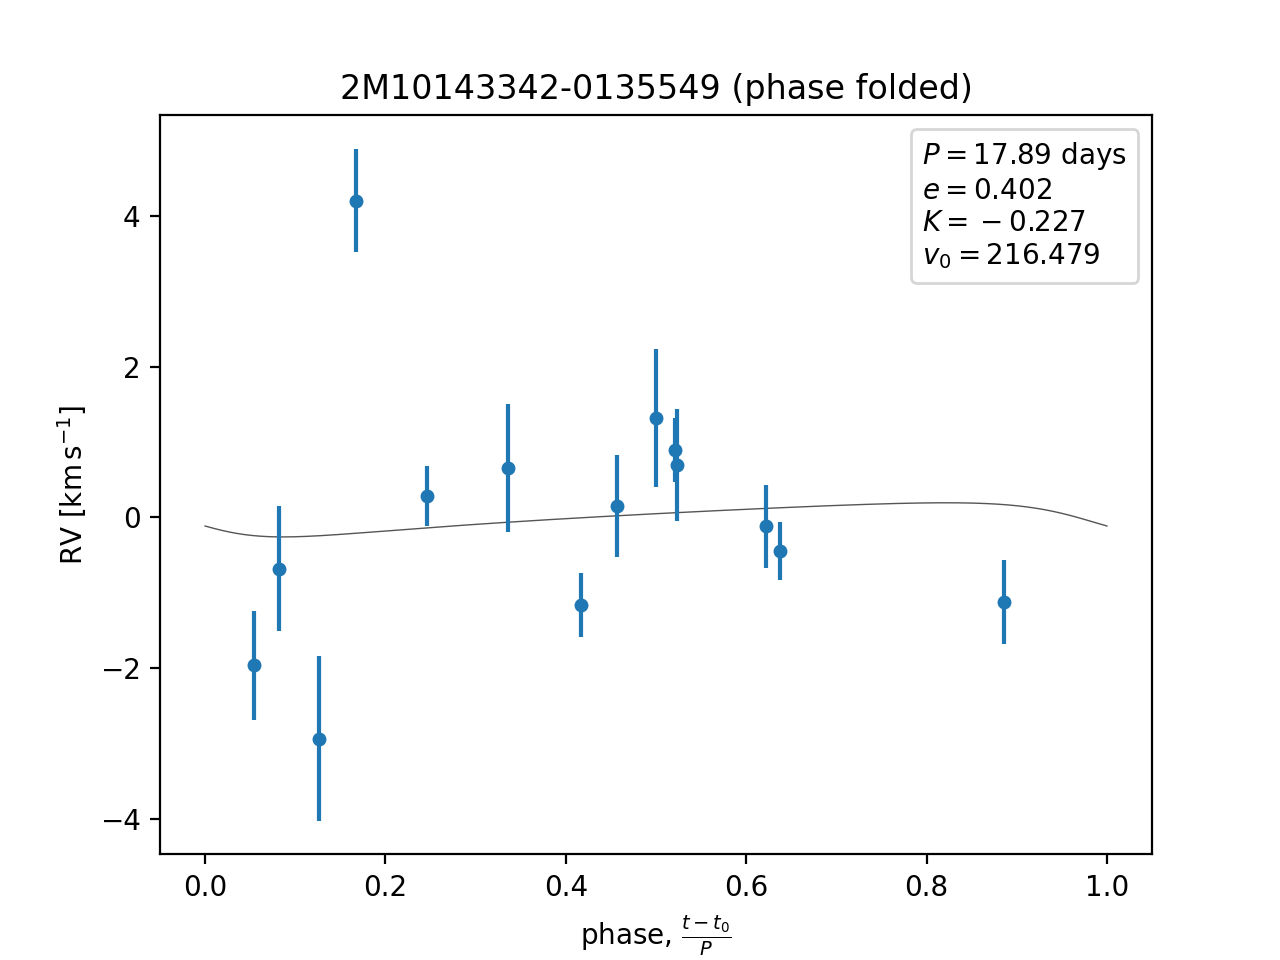 2M10143342-0135549 (phase folded)
P = 17.89 days
e = 0.402
K = −0.227
v₀ = 216.479
RV [km s⁻¹]
4
2
0
−2
−4
0.0 0.2 0.4 0.6 0.8 1.0
phase, (t − t₀)/P